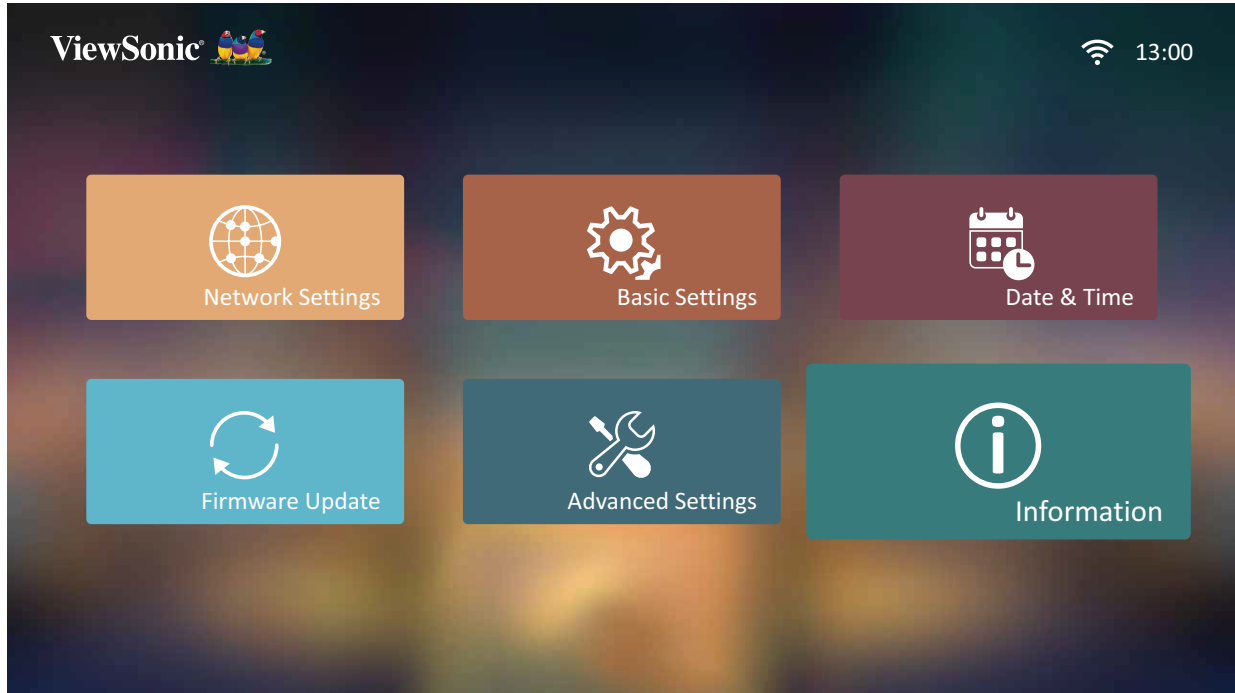 ViewSonic®
13:00
Network Settings
Basic Settings
Date & Time
Firmware Update
Advanced Settings
Information